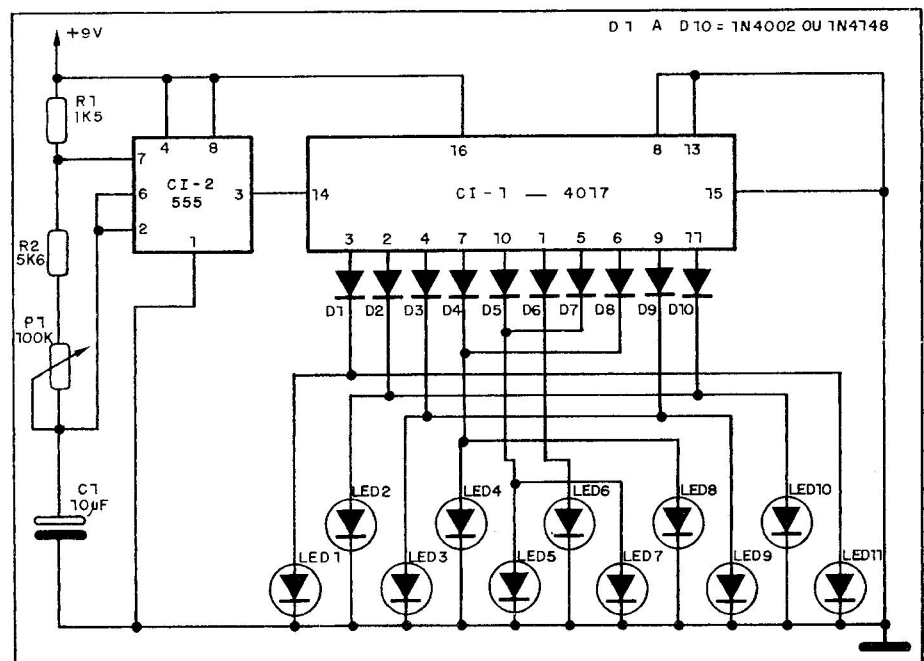 D1 A D10 = 1N4002 OU 1N4148
+9V
R1
1K5
4 8
7
6
2
CI-2
555
3
1
16 8 13
14
CI-1 — 4017
15
3 2 4 7 10 1 5 6 9 11
R2
5K6
D1 D2 D3 D4 D5 D6 D7 D8 D9 D10
P1
100K
C1
10µF
LED2 LED4 LED6 LED8 LED10
LED1 LED3 LED5 LED7 LED9 LED11